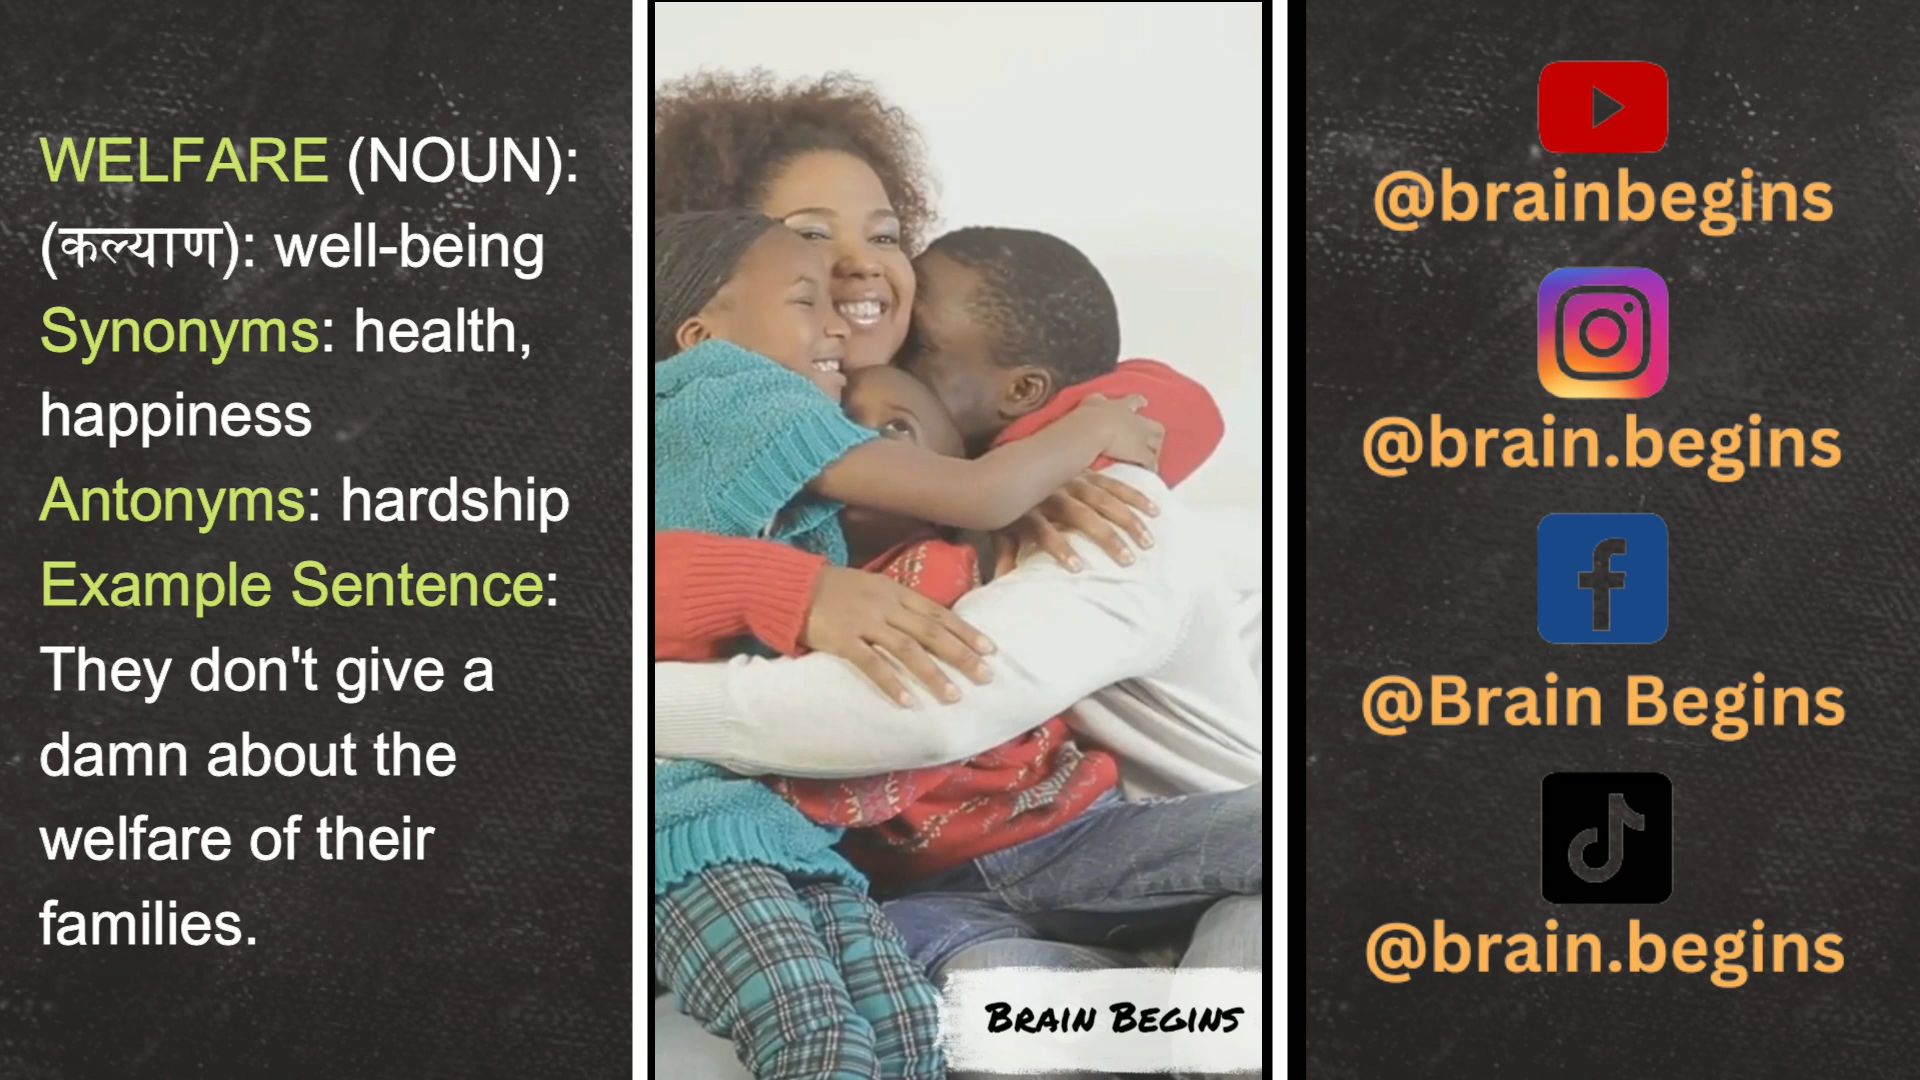 WELFARE (NOUN):
(कल्याण): well-being
Synonyms: health,
happiness
Antonyms: hardship
Example Sentence:
They don't give a
damn about the
welfare of their
families.
BRAIN BEGINS
@brainbegins
@brain.begins
@Brain Begins
@brain.begins